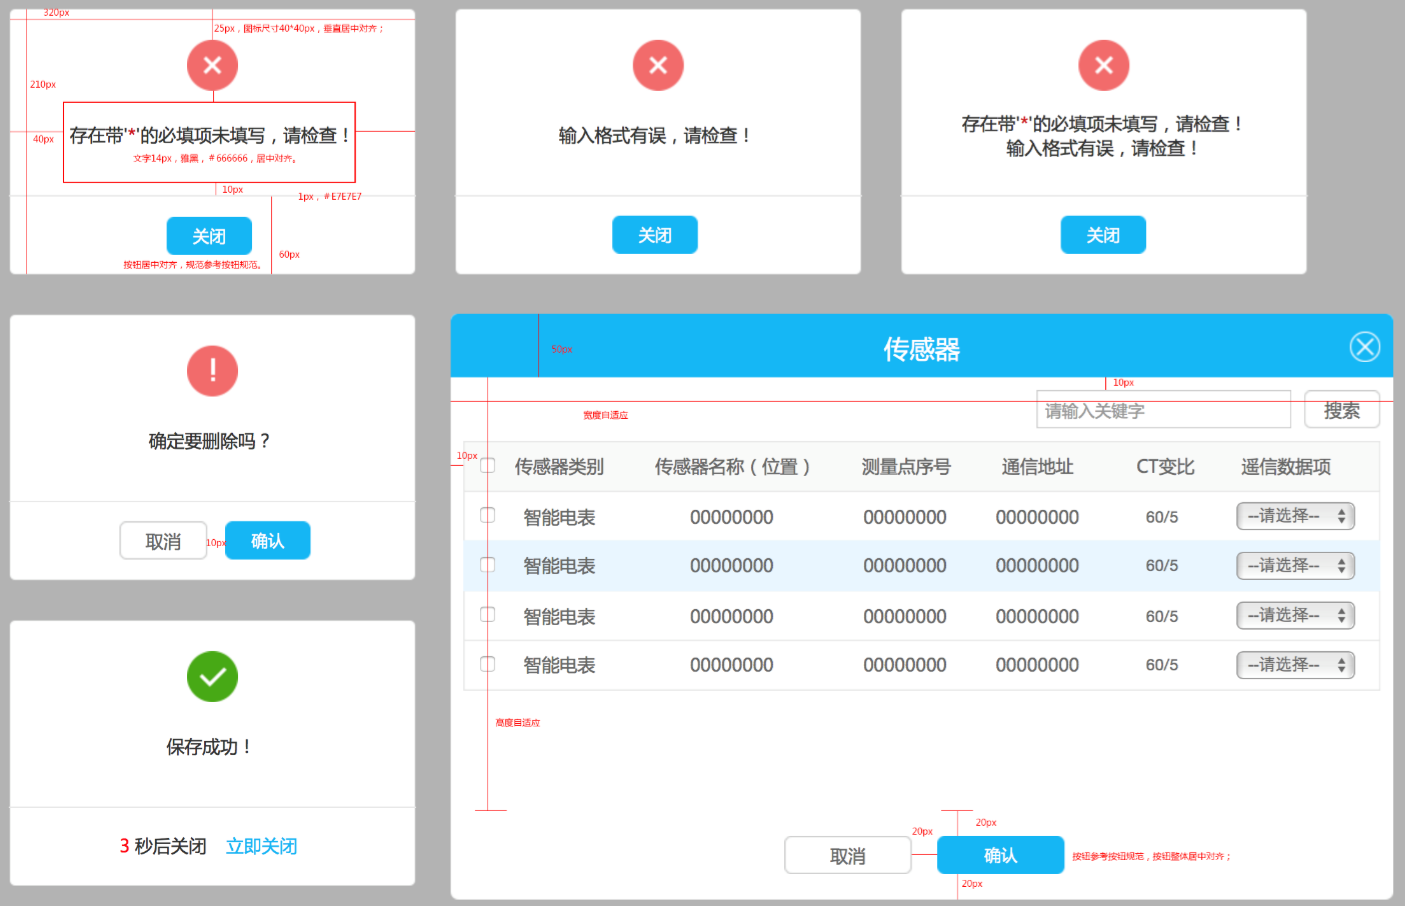 320px
25px，图标尺寸40*40px，垂直居中对齐；
210px
40px
存在带'*'的必填项未填写，请检查！
文字14px，雅黑，＃666666，居中对齐。
10px
1px，＃E7E7E7
关闭
60px
按钮居中对齐，规范参考按钮规范。
输入格式有误，请检查！
关闭
存在带'*'的必填项未填写，请检查！
输入格式有误，请检查！
关闭
确定要删除吗？
取消 10px 确认
保存成功！
3 秒后关闭 立即关闭
50px
传感器
10px
宽度自适应
请输入关键字 搜索
10px
传感器类别 传感器名称（位置） 测量点序号 通信地址 CT变比 遥信数据项
智能电表 00000000 00000000 00000000 60/5 --请选择--
智能电表 00000000 00000000 00000000 60/5 --请选择--
智能电表 00000000 00000000 00000000 60/5 --请选择--
智能电表 00000000 00000000 00000000 60/5 --请选择--
高度自适应
20px
20px
取消 确认 按钮参考按钮规范，按钮整体居中对齐；
20px